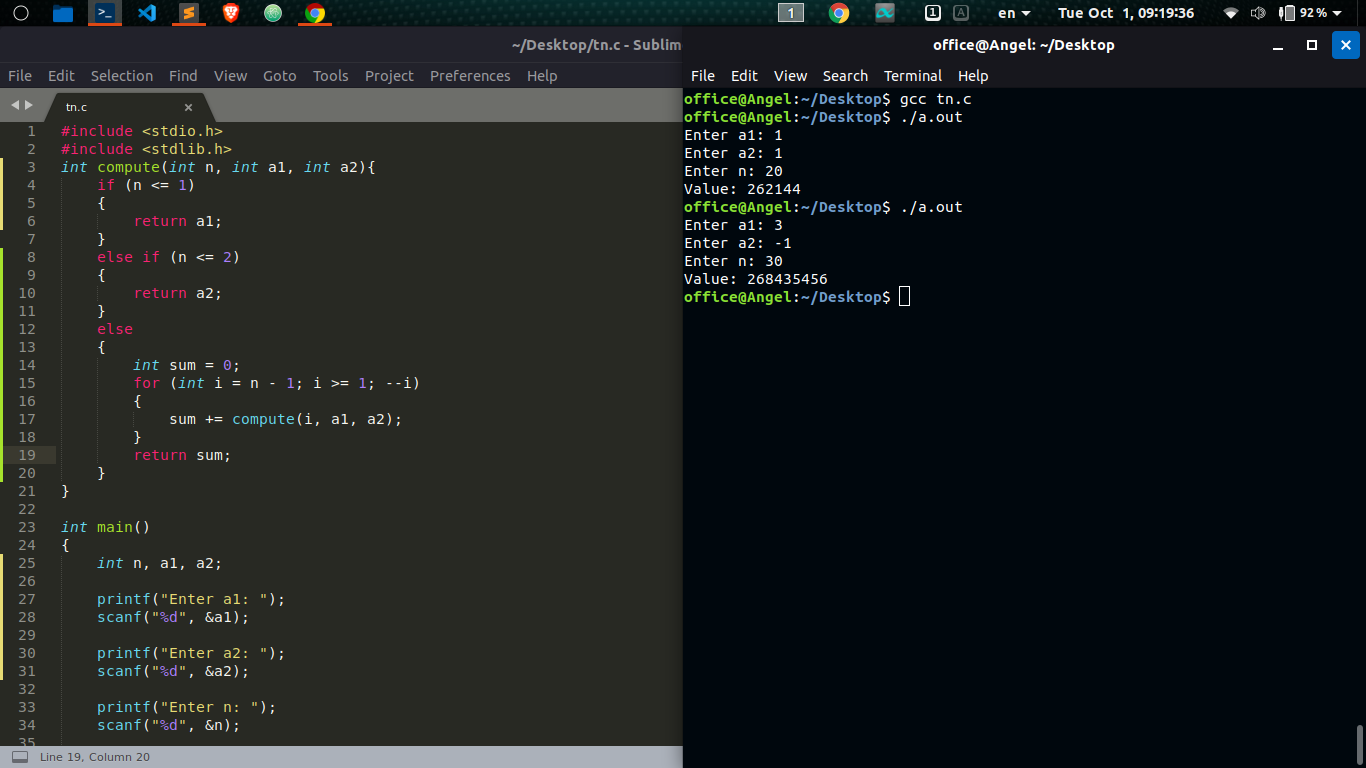 1 en Tue Oct 1, 09:19:36 92 %
~/Desktop/tn.c - Sublim
File Edit Selection Find View Goto Tools Project Preferences Help
tn.c
1 #include <stdio.h>
2 #include <stdlib.h>
3 int compute(int n, int a1, int a2){
4 if (n <= 1)
5 {
6 return a1;
7 }
8 else if (n <= 2)
9 {
10 return a2;
11 }
12 else
13 {
14 int sum = 0;
15 for (int i = n - 1; i >= 1; --i)
16 {
17 sum += compute(i, a1, a2);
18 }
19 return sum;
20 }
21 }
22
23 int main()
24 {
25 int n, a1, a2;
26
27 printf("Enter a1: ");
28 scanf("%d", &a1);
29
30 printf("Enter a2: ");
31 scanf("%d", &a2);
32
33 printf("Enter n: ");
34 scanf("%d", &n);
35
Line 19, Column 20
office@Angel: ~/Desktop
File Edit View Search Terminal Help
office@Angel:~/Desktop$ gcc tn.c
office@Angel:~/Desktop$ ./a.out
Enter a1: 1
Enter a2: 1
Enter n: 20
Value: 262144
office@Angel:~/Desktop$ ./a.out
Enter a1: 3
Enter a2: -1
Enter n: 30
Value: 268435456
office@Angel:~/Desktop$